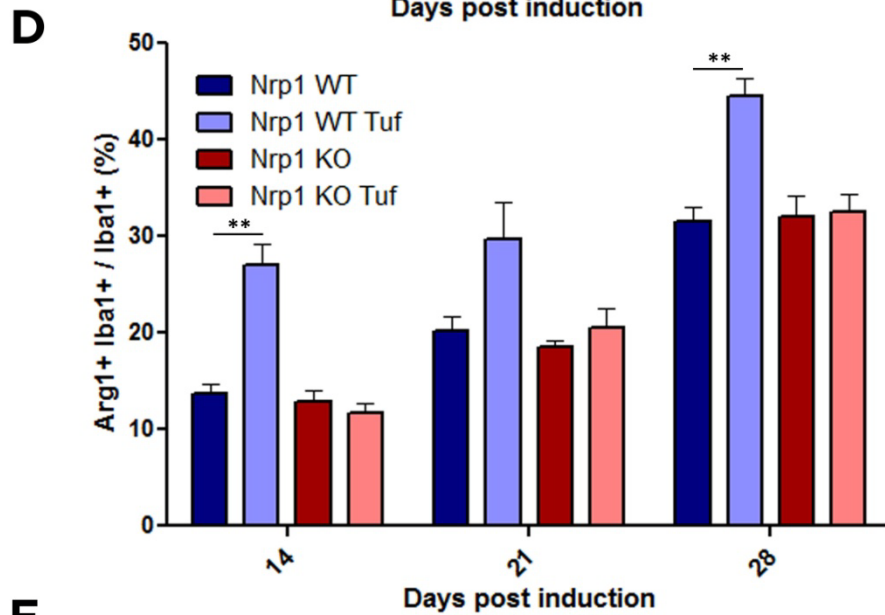 Days post induction
D
50
40
30
20
10
0
Arg1+ Iba1+ / Iba1+ (%)
Nrp1 WT
Nrp1 WT Tuf
Nrp1 KO
Nrp1 KO Tuf
**
**
14
21
28
Days post induction